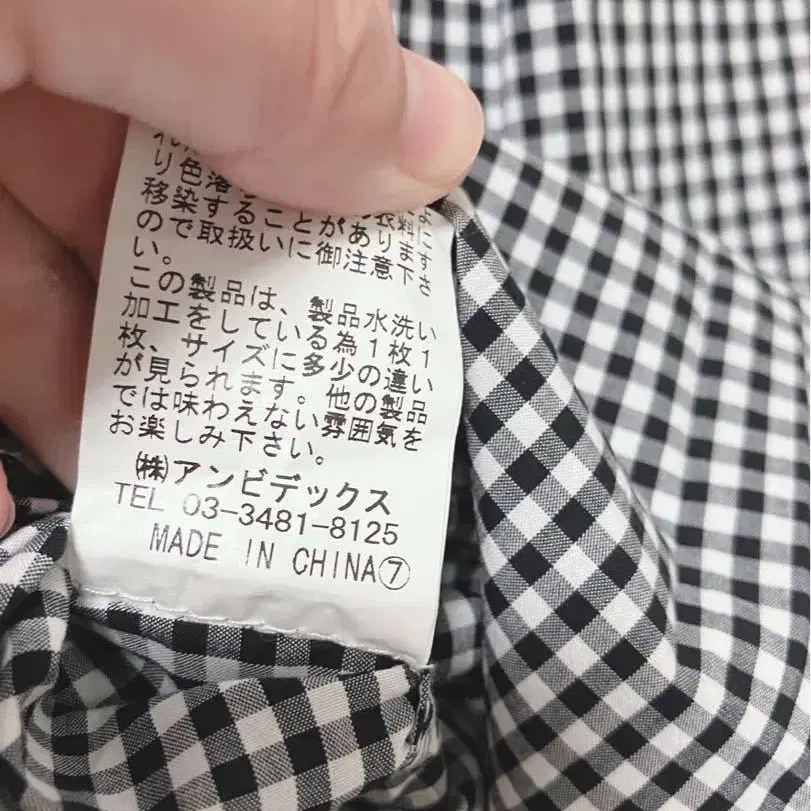 り色落
移染することがあり ま
ので取扱いに御注意下さ
い。
この製品は、製品水洗い
加工をしている為1枚1
枚、サイズに多少の違い
が見られます。他の製品
では味わえない雰囲気を
お楽しみ下さい。
㈱アンビデックス
TEL 03-3481-8125
MADE IN CHINA⑦